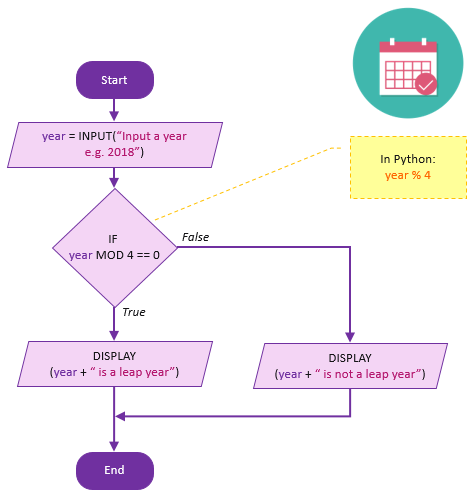 Start
year = INPUT(“Input a year
e.g. 2018”)
In Python:
year % 4
IF
year MOD 4 == 0
False
True
DISPLAY
(year + “ is a leap year”)
DISPLAY
(year + “ is not a leap year”)
End